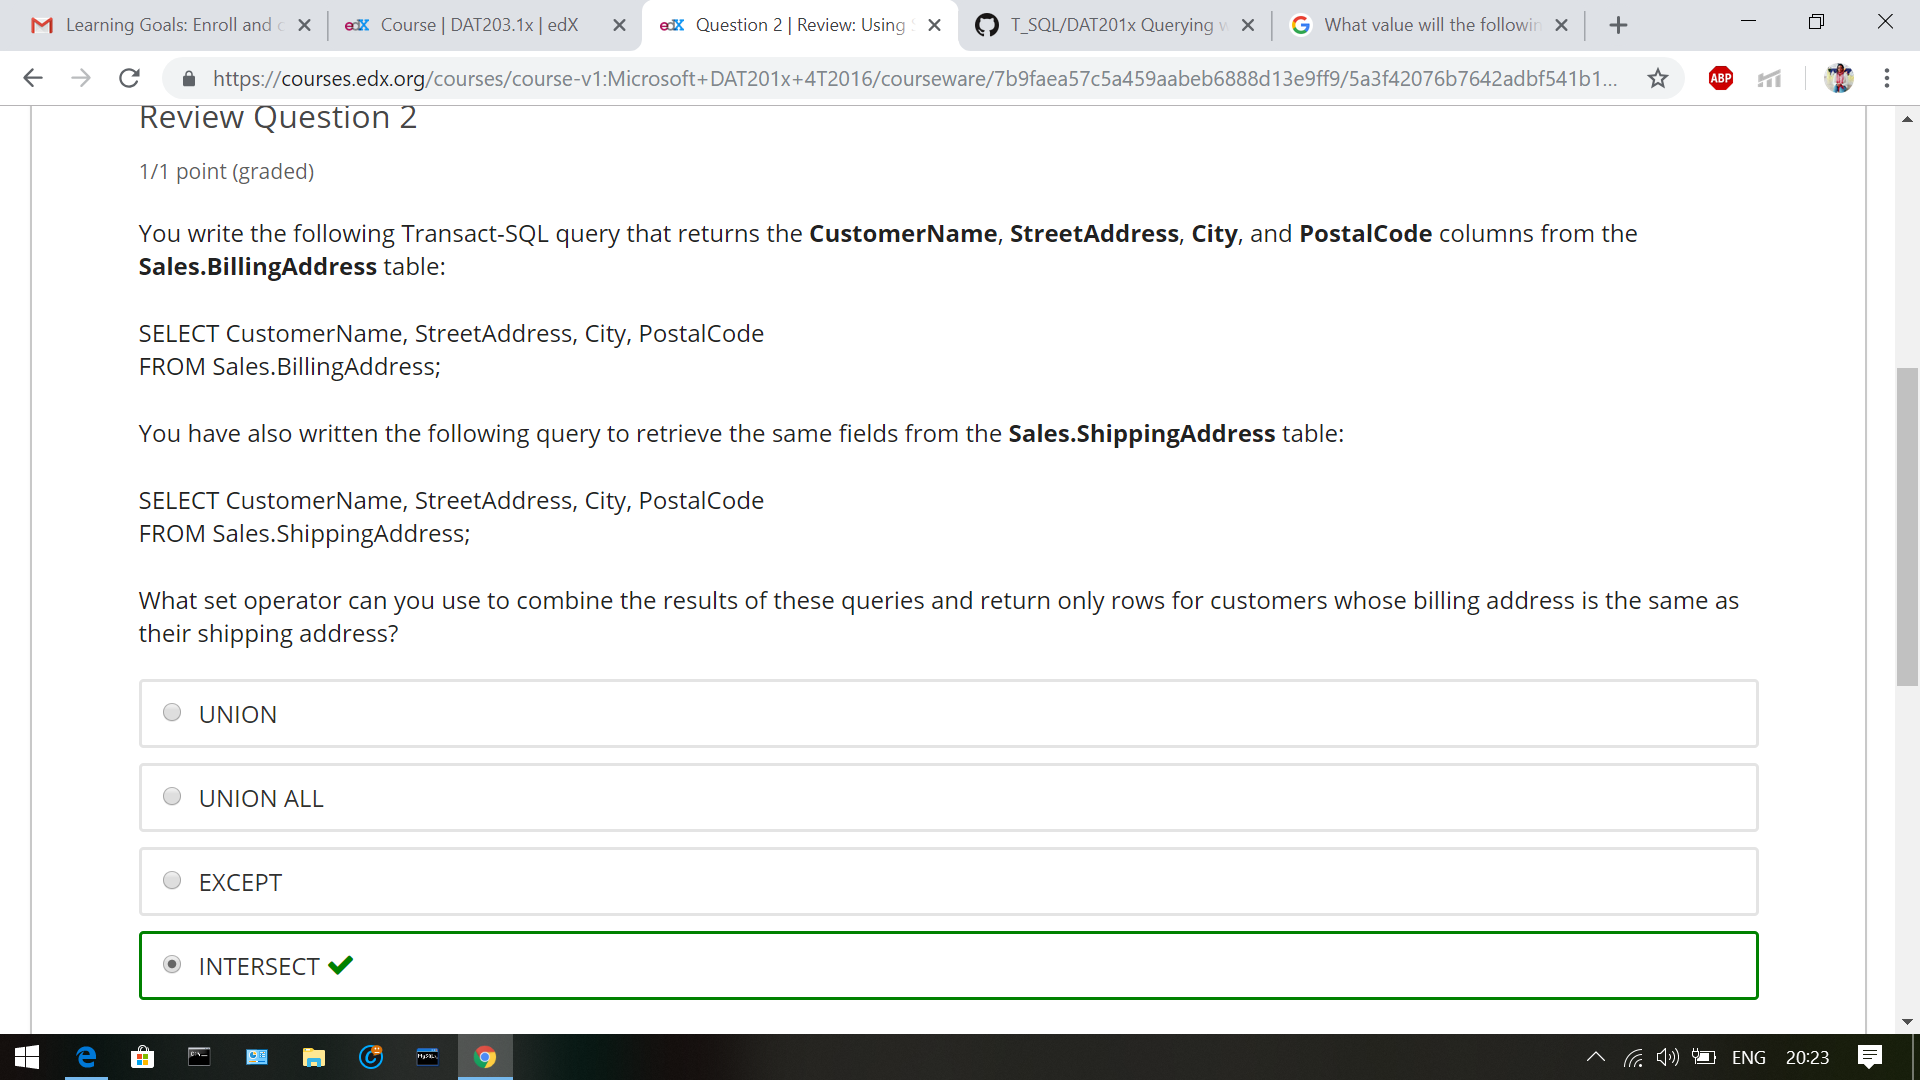 Learning Goals: Enroll and
edX Course | DAT203.1x | edX
edX Question 2 | Review: Using
T_SQL/DAT201x Querying w
G What value will the followin
https://courses.edx.org/courses/course-v1:Microsoft+DAT201x+4T2016/courseware/7b9faea57c5a459aabeb6888d13e9ff9/5a3f42076b7642adbf541b1...
ABP
Review Question 2
1/1 point (graded)
You write the following Transact-SQL query that returns the CustomerName, StreetAddress, City, and PostalCode columns from the
Sales.BillingAddress table:
SELECT CustomerName, StreetAddress, City, PostalCode
FROM Sales.BillingAddress;
You have also written the following query to retrieve the same fields from the Sales.ShippingAddress table:
SELECT CustomerName, StreetAddress, City, PostalCode
FROM Sales.ShippingAddress;
What set operator can you use to combine the results of these queries and return only rows for customers whose billing address is the same as
their shipping address?
UNION
UNION ALL
EXCEPT
INTERSECT
ENG 20:23